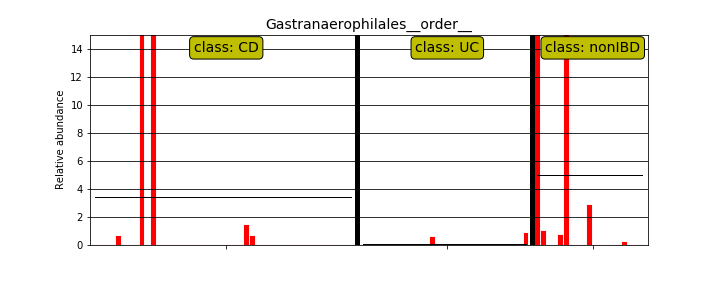 Gastranaerophilales__order__
class: CD
class: UC
class: nonIBD
Relative abundance
14
12
10
8
6
4
2
0